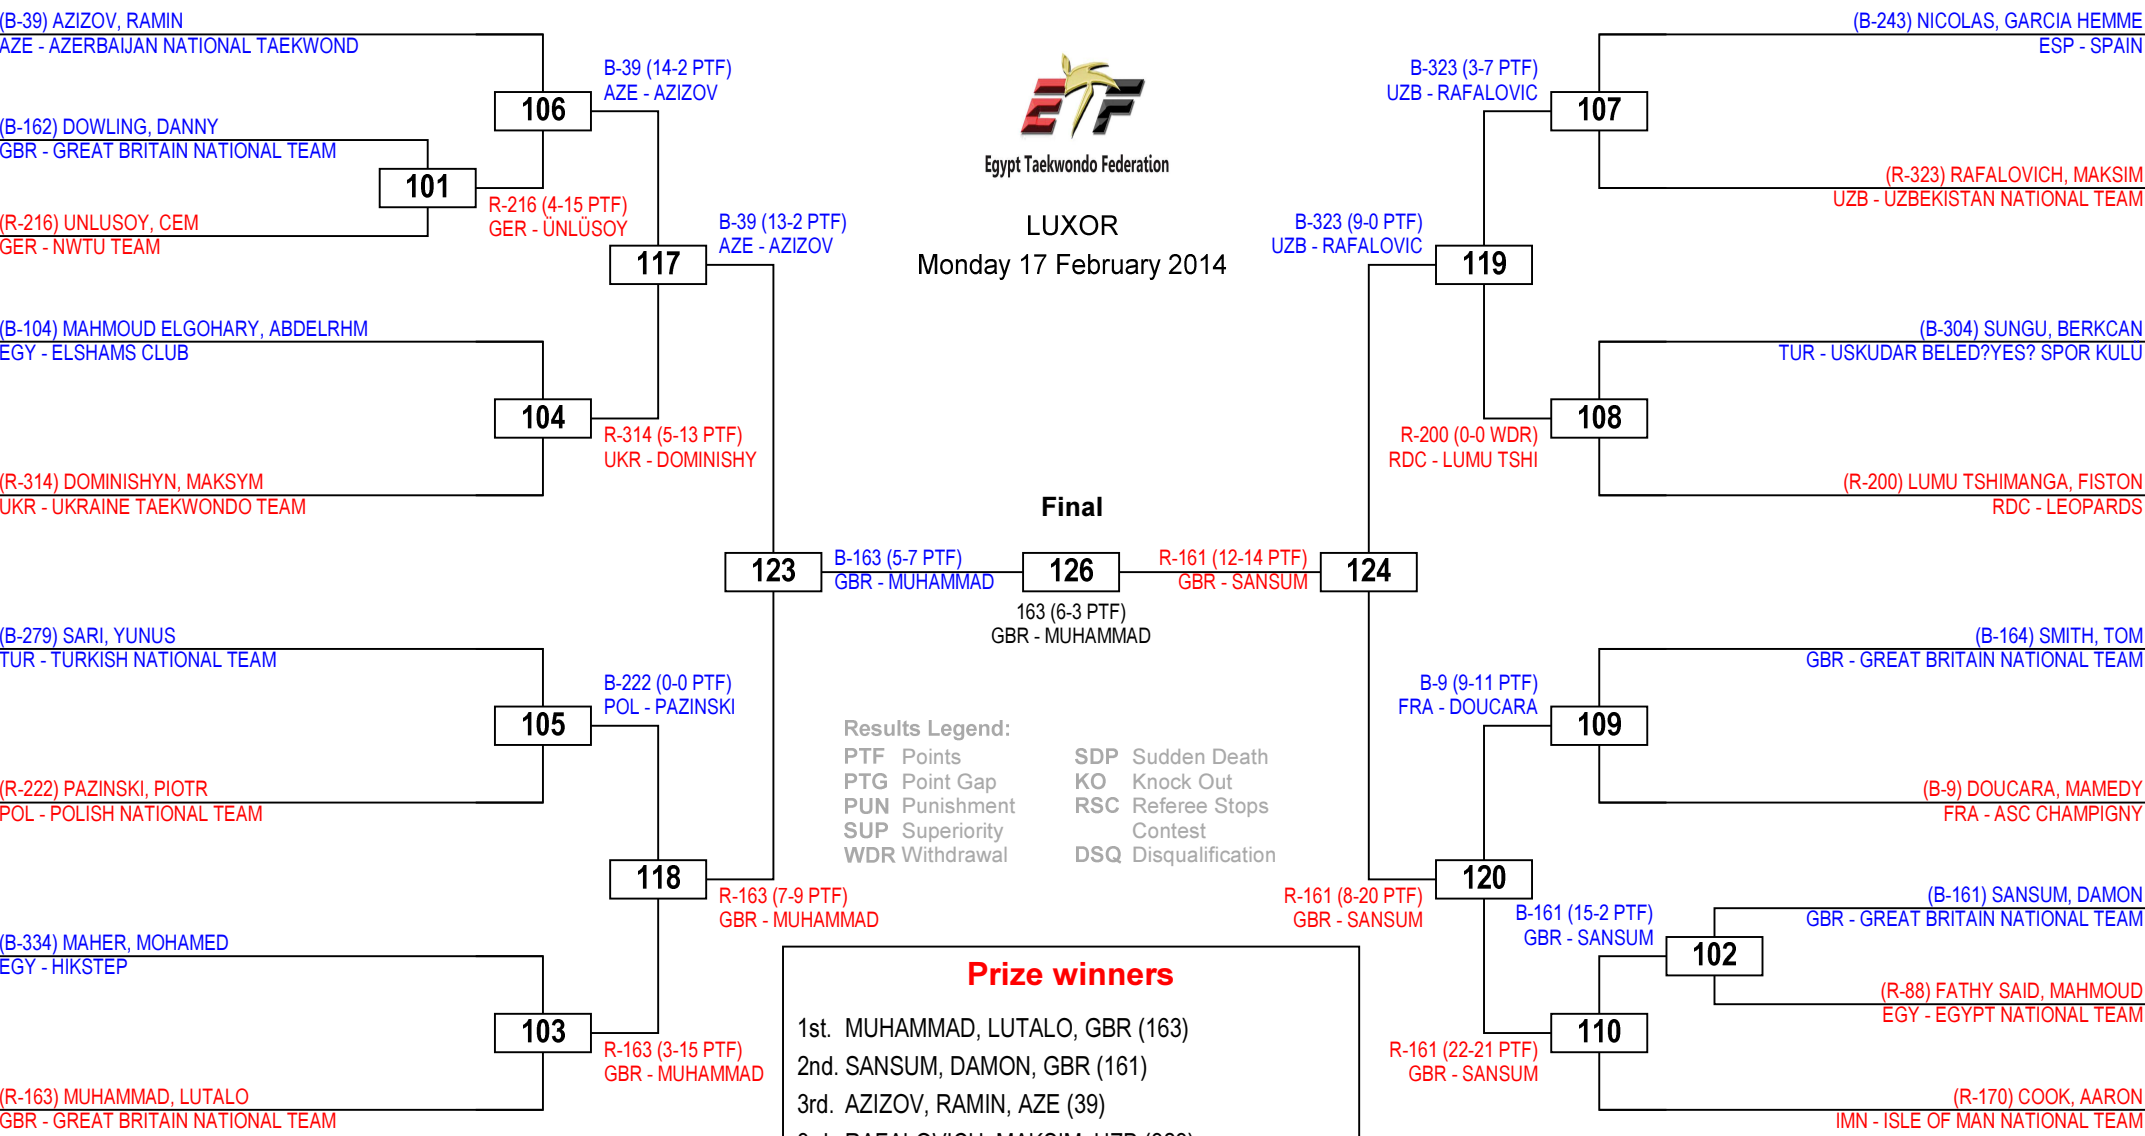 (B-39) AZIZOV, RAMIN
AZE - AZERBAIJAN NATIONAL TAEKWOND
(B-162) DOWLING, DANNY
GBR - GREAT BRITAIN NATIONAL TEAM
(R-216) UNLUSOY, CEM
GER - NWTU TEAM
(B-104) MAHMOUD ELGOHARY, ABDELRHM
EGY - ELSHAMS CLUB
(R-314) DOMINISHYN, MAKSYM
UKR - UKRAINE TAEKWONDO TEAM
(B-279) SARI, YUNUS
TUR - TURKISH NATIONAL TEAM
(R-222) PAZINSKI, PIOTR
POL - POLISH NATIONAL TEAM
(B-334) MAHER, MOHAMED
EGY - HIKSTEP
(R-163) MUHAMMAD, LUTALO
GBR - GREAT BRITAIN NATIONAL TEAM
101
R-216 (4-15 PTF)
GER - ÜNLÜSOY
106
B-39 (14-2 PTF)
AZE - AZIZOV
104
R-314 (5-13 PTF)
UKR - DOMINISHY
105
B-222 (0-0 PTF)
POL - PAZINSKI
103
R-163 (3-15 PTF)
GBR - MUHAMMAD
117
B-39 (13-2 PTF)
AZE - AZIZOV
118
R-163 (7-9 PTF)
GBR - MUHAMMAD
123
B-163 (5-7 PTF)
GBR - MUHAMMAD
ETF
Egypt Taekwondo Federation
LUXOR
Monday 17 February 2014
Final
126
163 (6-3 PTF)
GBR - MUHAMMAD
R-161 (12-14 PTF)
GBR - SANSUM
124
B-323 (9-0 PTF)
UZB - RAFALOVIC
119
R-161 (8-20 PTF)
GBR - SANSUM
120
B-323 (3-7 PTF)
UZB - RAFALOVIC
107
R-200 (0-0 WDR)
RDC - LUMU TSHI
108
B-9 (9-11 PTF)
FRA - DOUCARA
109
R-161 (22-21 PTF)
GBR - SANSUM
110
B-161 (15-2 PTF)
GBR - SANSUM
102
(B-243) NICOLAS, GARCIA HEMME
ESP - SPAIN
(R-323) RAFALOVICH, MAKSIM
UZB - UZBEKISTAN NATIONAL TEAM
(B-304) SUNGU, BERKCAN
TUR - USKUDAR BELED?YES? SPOR KULU
(R-200) LUMU TSHIMANGA, FISTON
RDC - LEOPARDS
(B-164) SMITH, TOM
GBR - GREAT BRITAIN NATIONAL TEAM
(B-9) DOUCARA, MAMEDY
FRA - ASC CHAMPIGNY
(B-161) SANSUM, DAMON
GBR - GREAT BRITAIN NATIONAL TEAM
(R-88) FATHY SAID, MAHMOUD
EGY - EGYPT NATIONAL TEAM
(R-170) COOK, AARON
IMN - ISLE OF MAN NATIONAL TEAM
Results Legend:
PTF Points
PTG Point Gap
PUN Punishment
SUP Superiority
WDR Withdrawal
SDP Sudden Death
KO Knock Out
RSC Referee Stops
Contest
DSQ Disqualification
Prize winners
1st. MUHAMMAD, LUTALO, GBR (163)
2nd. SANSUM, DAMON, GBR (161)
3rd. AZIZOV, RAMIN, AZE (39)
3rd. RAFALOVICH, MAKSIM, UZB (323)